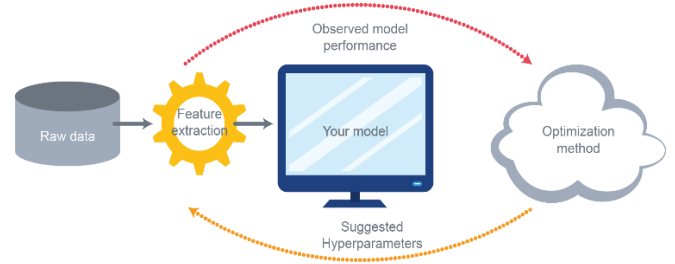 Observed model
performance
Raw data
Feature
extraction
Your model
Optimization
method
Suggested
Hyperparameters